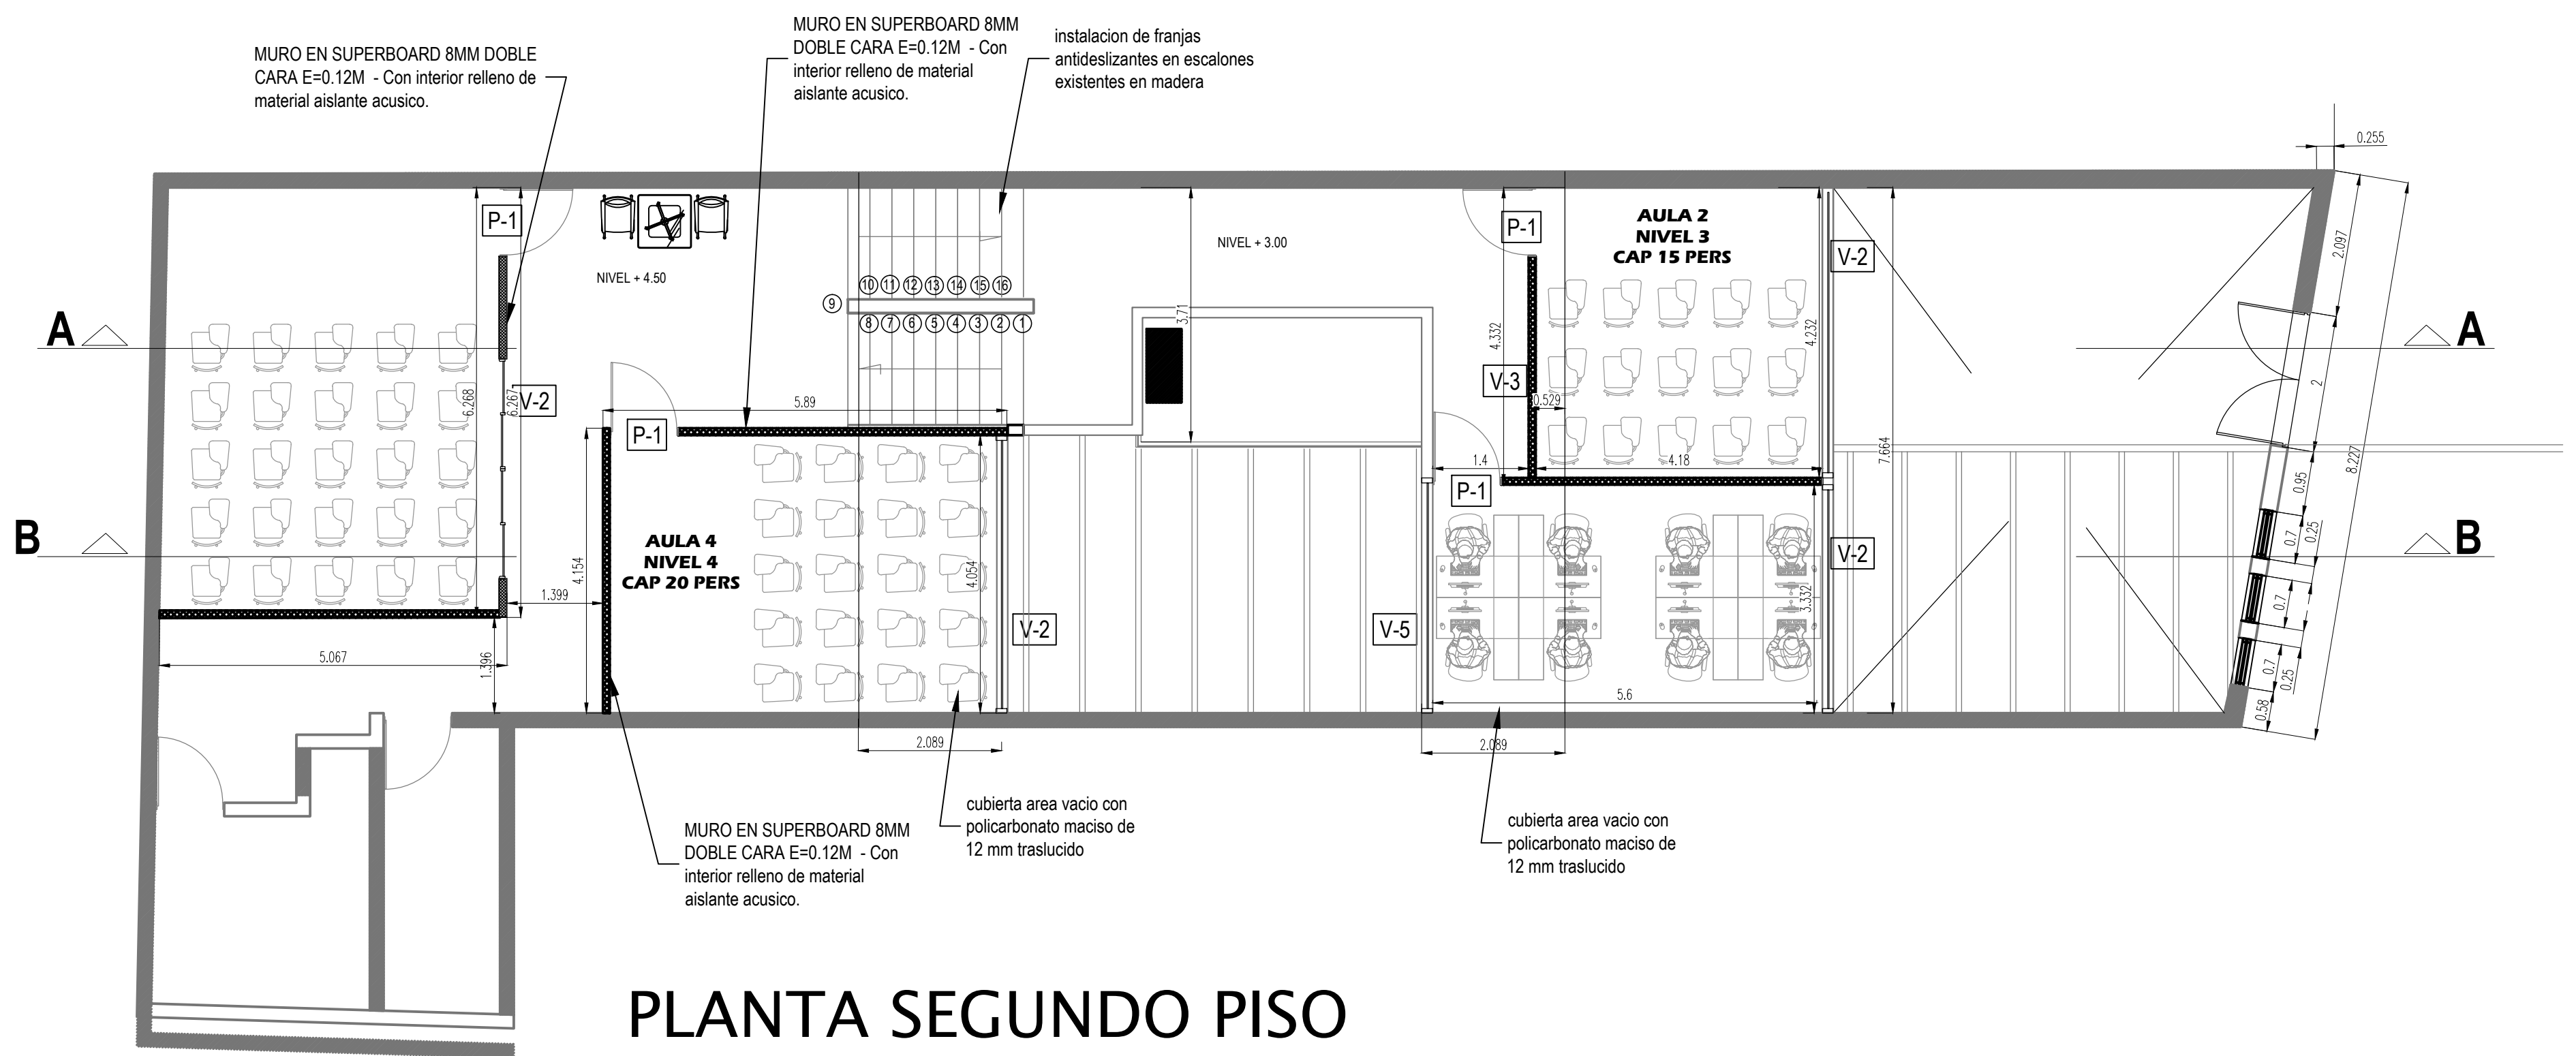 MURO EN SUPERBOARD 8MM DOBLE
CARA E=0.12M - Con interior relleno de
material aislante acusico.
MURO EN SUPERBOARD 8MM
DOBLE CARA E=0.12M - Con
interior relleno de material
aislante acusico.
instalacion de franjas
antideslizantes en escalones
existentes en madera
0.255
P-1
NIVEL + 4.50
NIVEL + 3.00
P-1
AULA 2
NIVEL 3
CAP 15 PERS
V-2
2.097
10 11 12 13 14 15 16
9
8 7 6 5 4 3 2 1
3.71
4.332
4.232
A
A
2
6.268
6.267
V-2
5.89
V-3
0.529
P-1
1.4
4.18
7.664
8.227
P-1
0.95
0.7
0.25
B
B
AULA 4
NIVEL 4
CAP 20 PERS
4.154
4.054
1.399
V-2
V-5
V-2
3.332
0.7
0.7
0.25
0.58
5.067
1.396
5.6
2.089
2.089
cubierta area vacio con
policarbonato maciso de
12 mm traslucido
cubierta area vacio con
policarbonato maciso de
12 mm traslucido
MURO EN SUPERBOARD 8MM
DOBLE CARA E=0.12M - Con
interior relleno de material
aislante acusico.
PLANTA SEGUNDO PISO